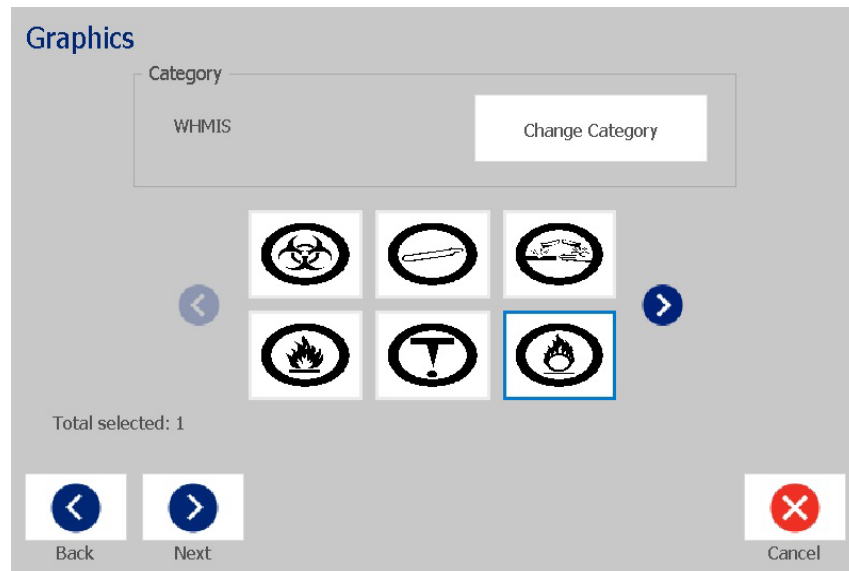 Graphics
Category
WHMIS
Change Category
Total selected: 1
Back
Next
Cancel